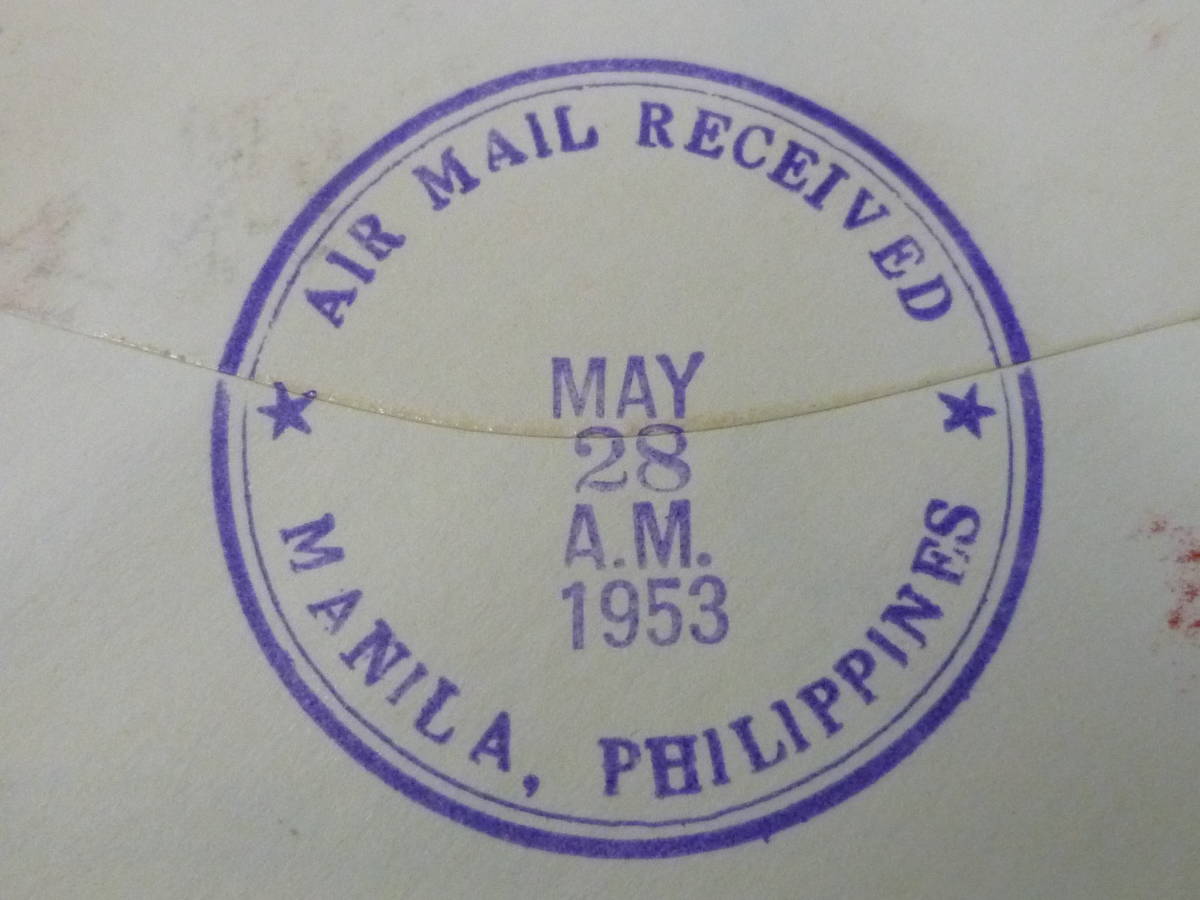 AIR MAIL RECEIVED
MAY
28
A.M.
1953
MANILA, PHILIPPINES